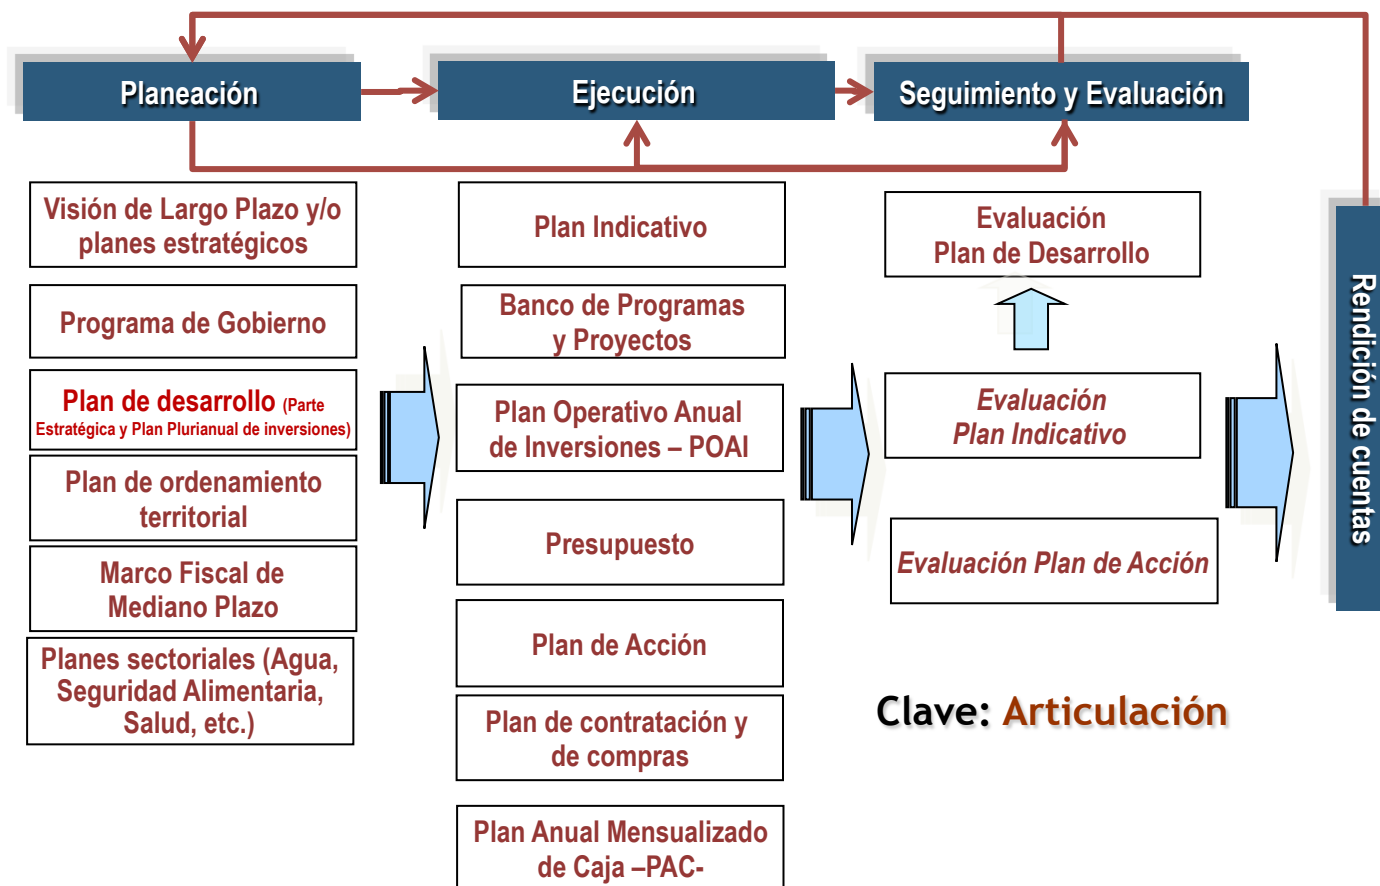 Planeación
Ejecución
Seguimiento y Evaluación
Visión de Largo Plazo y/o
planes estratégicos
Programa de Gobierno
Plan de desarrollo (Parte
Estratégica y Plan Plurianual de inversiones)
Plan de ordenamiento
territorial
Marco Fiscal de
Mediano Plazo
Planes sectoriales (Agua,
Seguridad Alimentaria,
Salud, etc.)
Plan Indicativo
Banco de Programas
y Proyectos
Plan Operativo Anual
de Inversiones – POAI
Presupuesto
Plan de Acción
Plan de contratación y
de compras
Plan Anual Mensualizado
de Caja –PAC-
Evaluación
Plan de Desarrollo
Evaluación
Plan Indicativo
Evaluación Plan de Acción
Clave: Articulación
Rendición de cuentas